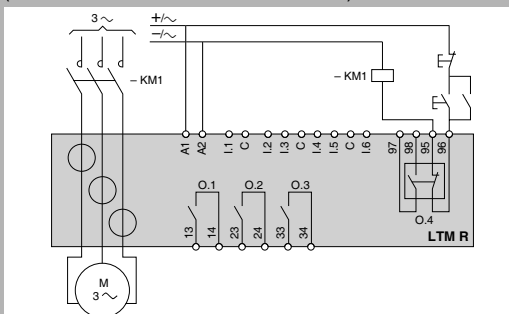 3 ∼
+/∼
−/∼
– KM1
– KM1
A1 A2 I.1 C I.2 I.3 C I.4 I.5 C I.6 97 98 95 96
O.1 O.2 O.3
O.4
13 14 23 24 33 34
LTM R
M
3 ∼